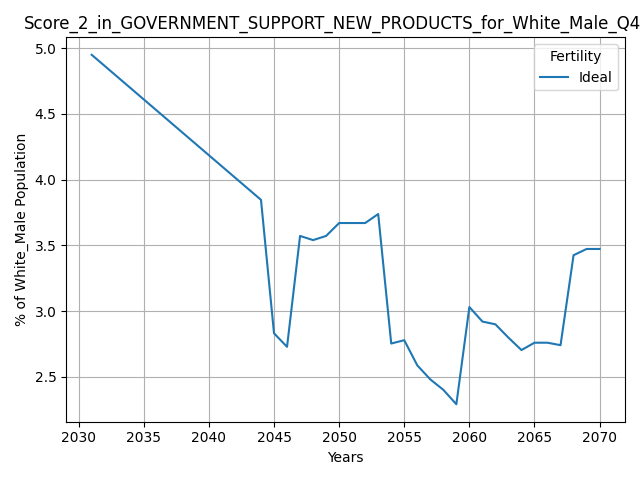 Score_2_in_GOVERNMENT_SUPPORT_NEW_PRODUCTS_for_White_Male_Q4
Fertility
Ideal
5.0
4.5
4.0
3.5
3.0
2.5
% of White_Male Population
2030 2035 2040 2045 2050 2055 2060 2065 2070
Years